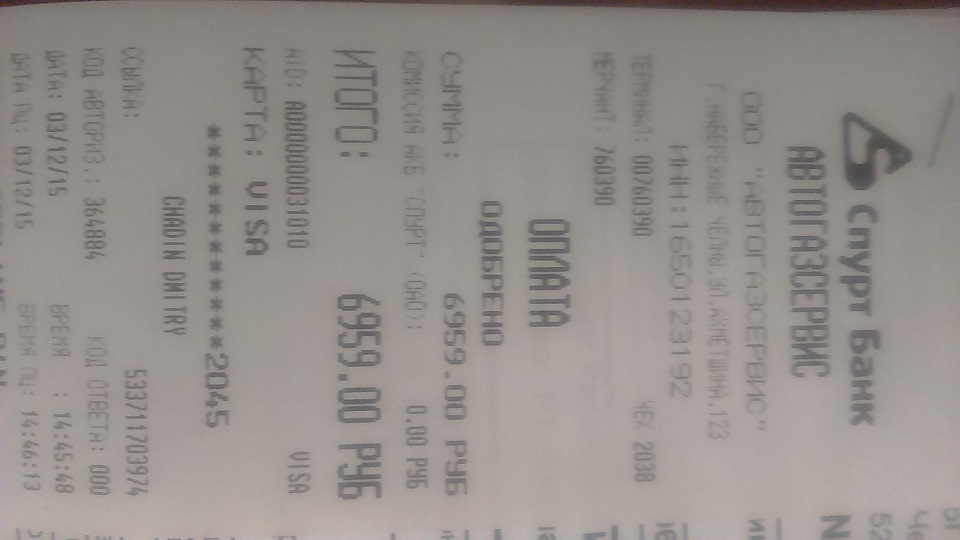 Спурт Банк
АВТОГАЗСЕРВИС
ООО "АВТОГАЗСЕРВИС"
Г.НАБЕРЕЖНЫЕ ЧЕЛНЫ,УЛ.АХМЕТШИНА,123
ИНН:1650123192
ТЕРМИНАЛ: 00760390 ЧЕК 2038
МЕРЧАНТ: 760390
ОПЛАТА
ОДОБРЕНО
СУММА: 6959.00 РУБ
КОМИССИЯ АКБ "СПУРТ" (ОАО): 0.00 РУБ
ИТОГО: 6959.00 РУБ
AID: A0000000031010 VISA
КАРТА: VISA
************2045
CHADIN DMITRY
ССЫЛКА: 533711703974
КОД АВТОРИЗ.: 364884 КОД ОТВЕТА: 000
ДАТА: 03/12/15 ВРЕМЯ : 14:45:48
ДАТА ПЦ: 03/12/15 ВРЕМЯ ПЦ: 14:46:13